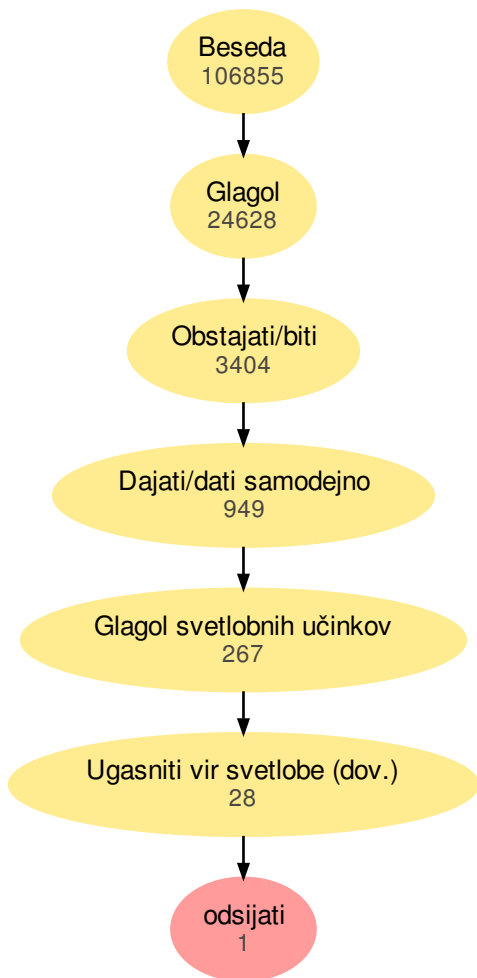 Beseda
106855
Glagol
24628
Obstajati/biti
3404
Dajati/dati samodejno
949
Glagol svetlobnih učinkov
267
Ugasniti vir svetlobe (dov.)
28
odsijati
1